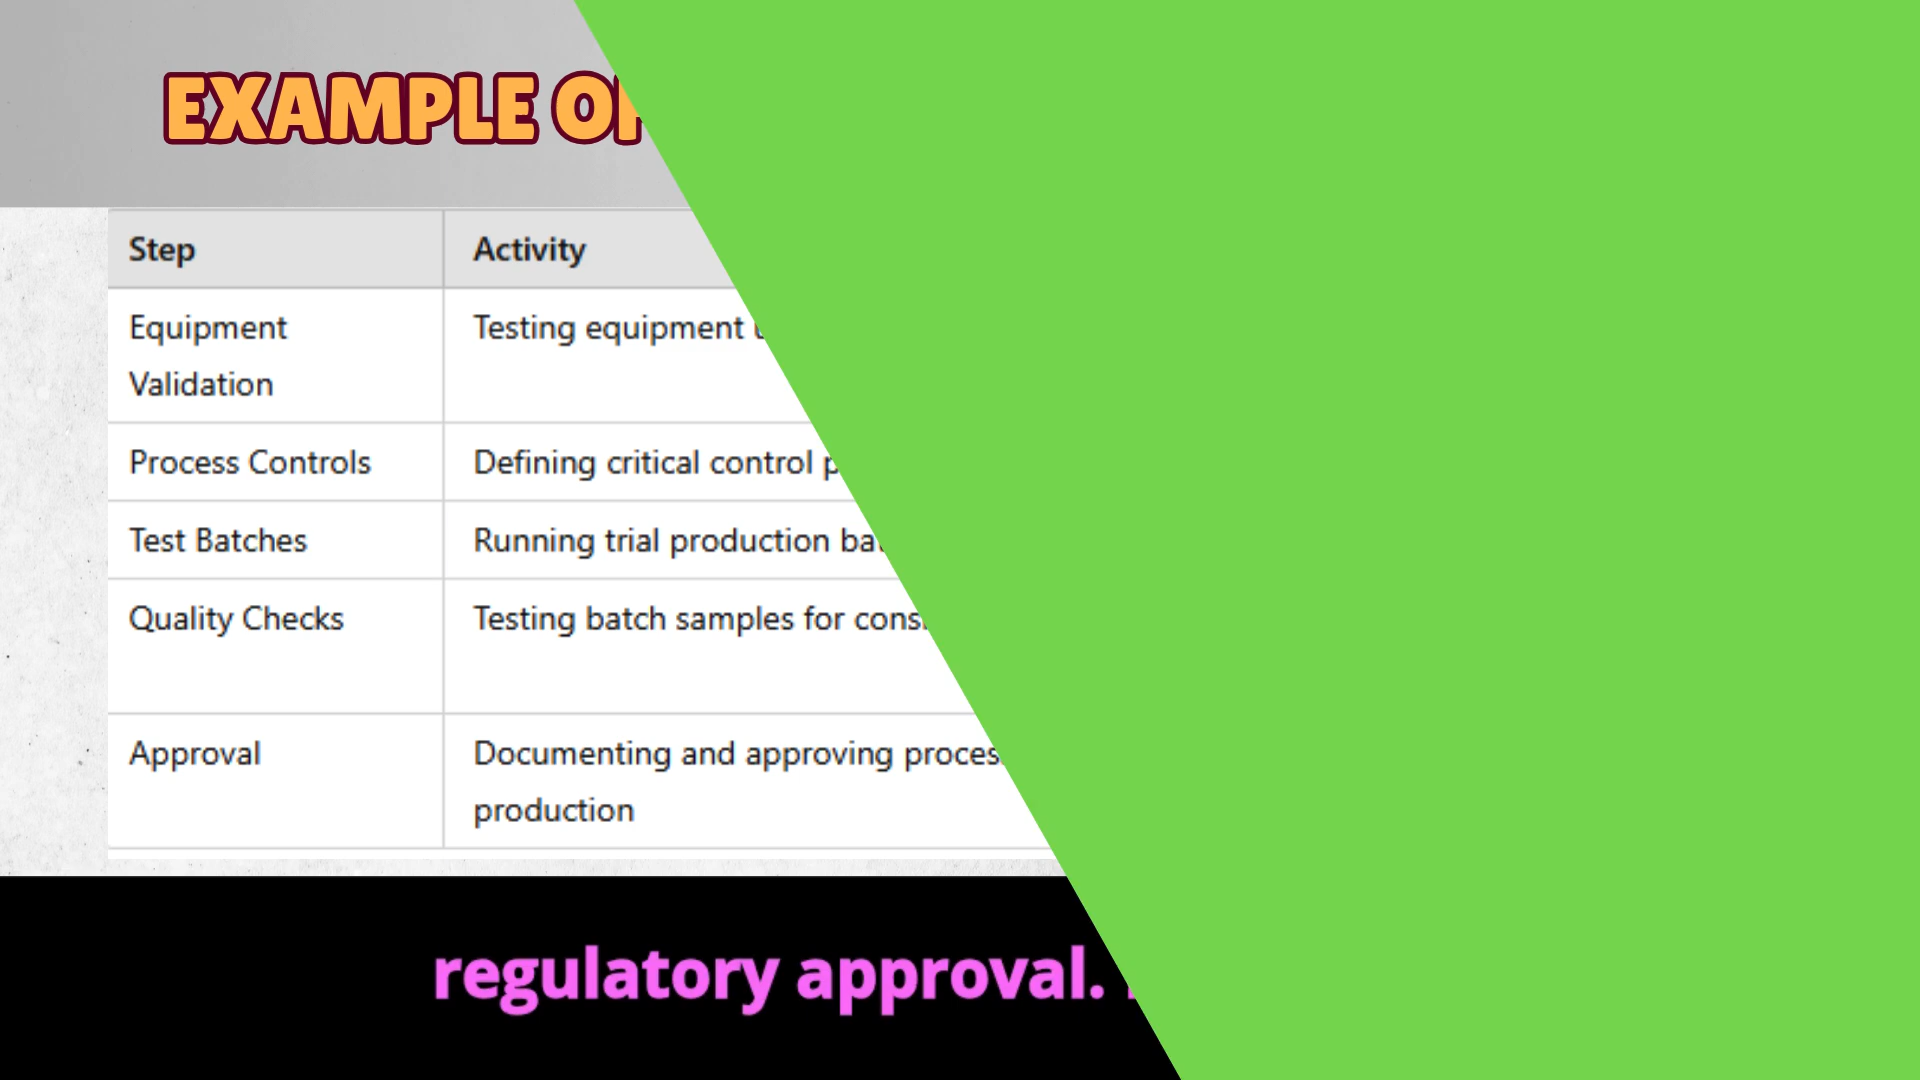 EXAMPLE
Step Activity
Equipment Validation Testing equipment
Process Controls Defining critical control
Test Batches Running trial production
Quality Checks Testing batch samples for
Approval Documenting and approving
production
regulatory approval.